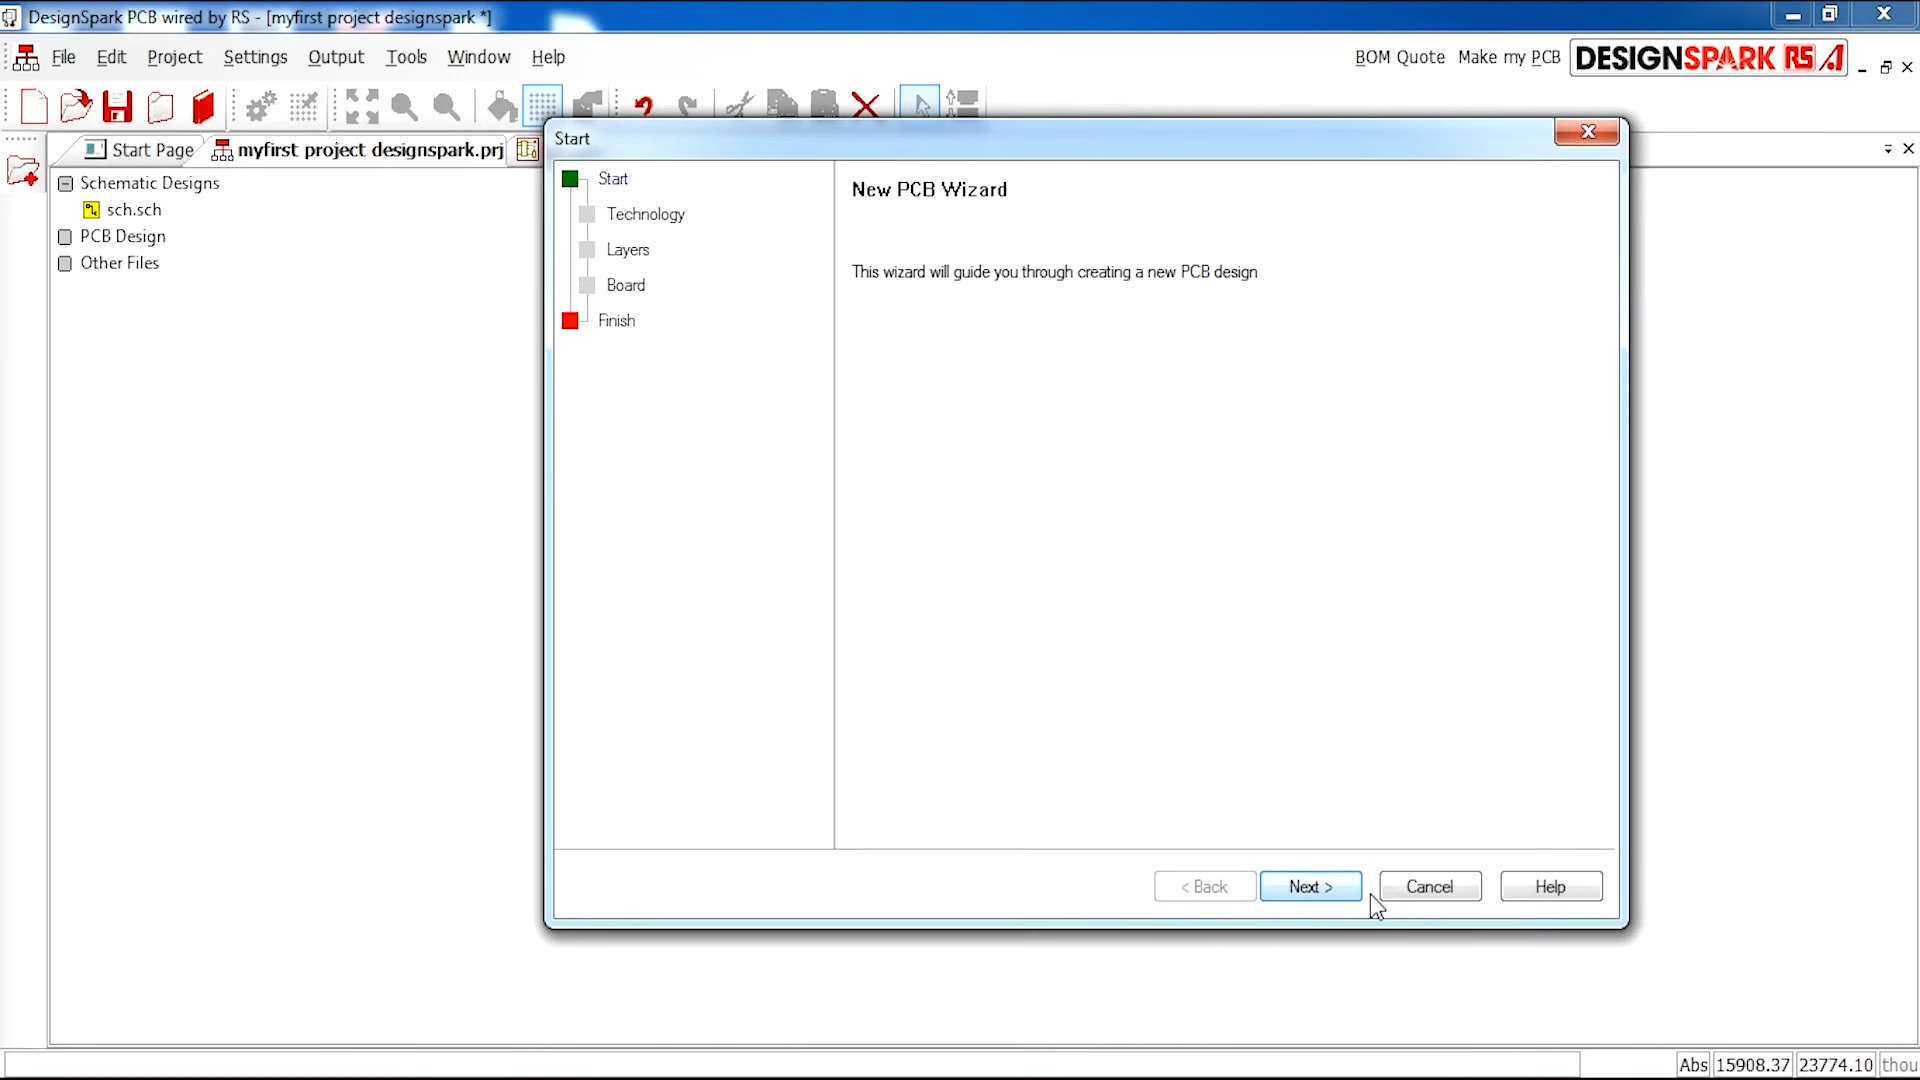 DesignSpark PCB wired by RS - [myfirst project designspark *]
File Edit Project Settings Output Tools Window Help
BOM Quote Make my PCB DESIGNSPARK RS
Start Page myfirst project designspark.prj
Schematic Designs
sch.sch
PCB Design
Other Files
Start
Start
Technology
Layers
Board
Finish
New PCB Wizard
This wizard will guide you through creating a new PCB design
< Back Next > Cancel Help
Abs 15908.37 23774.10 thou